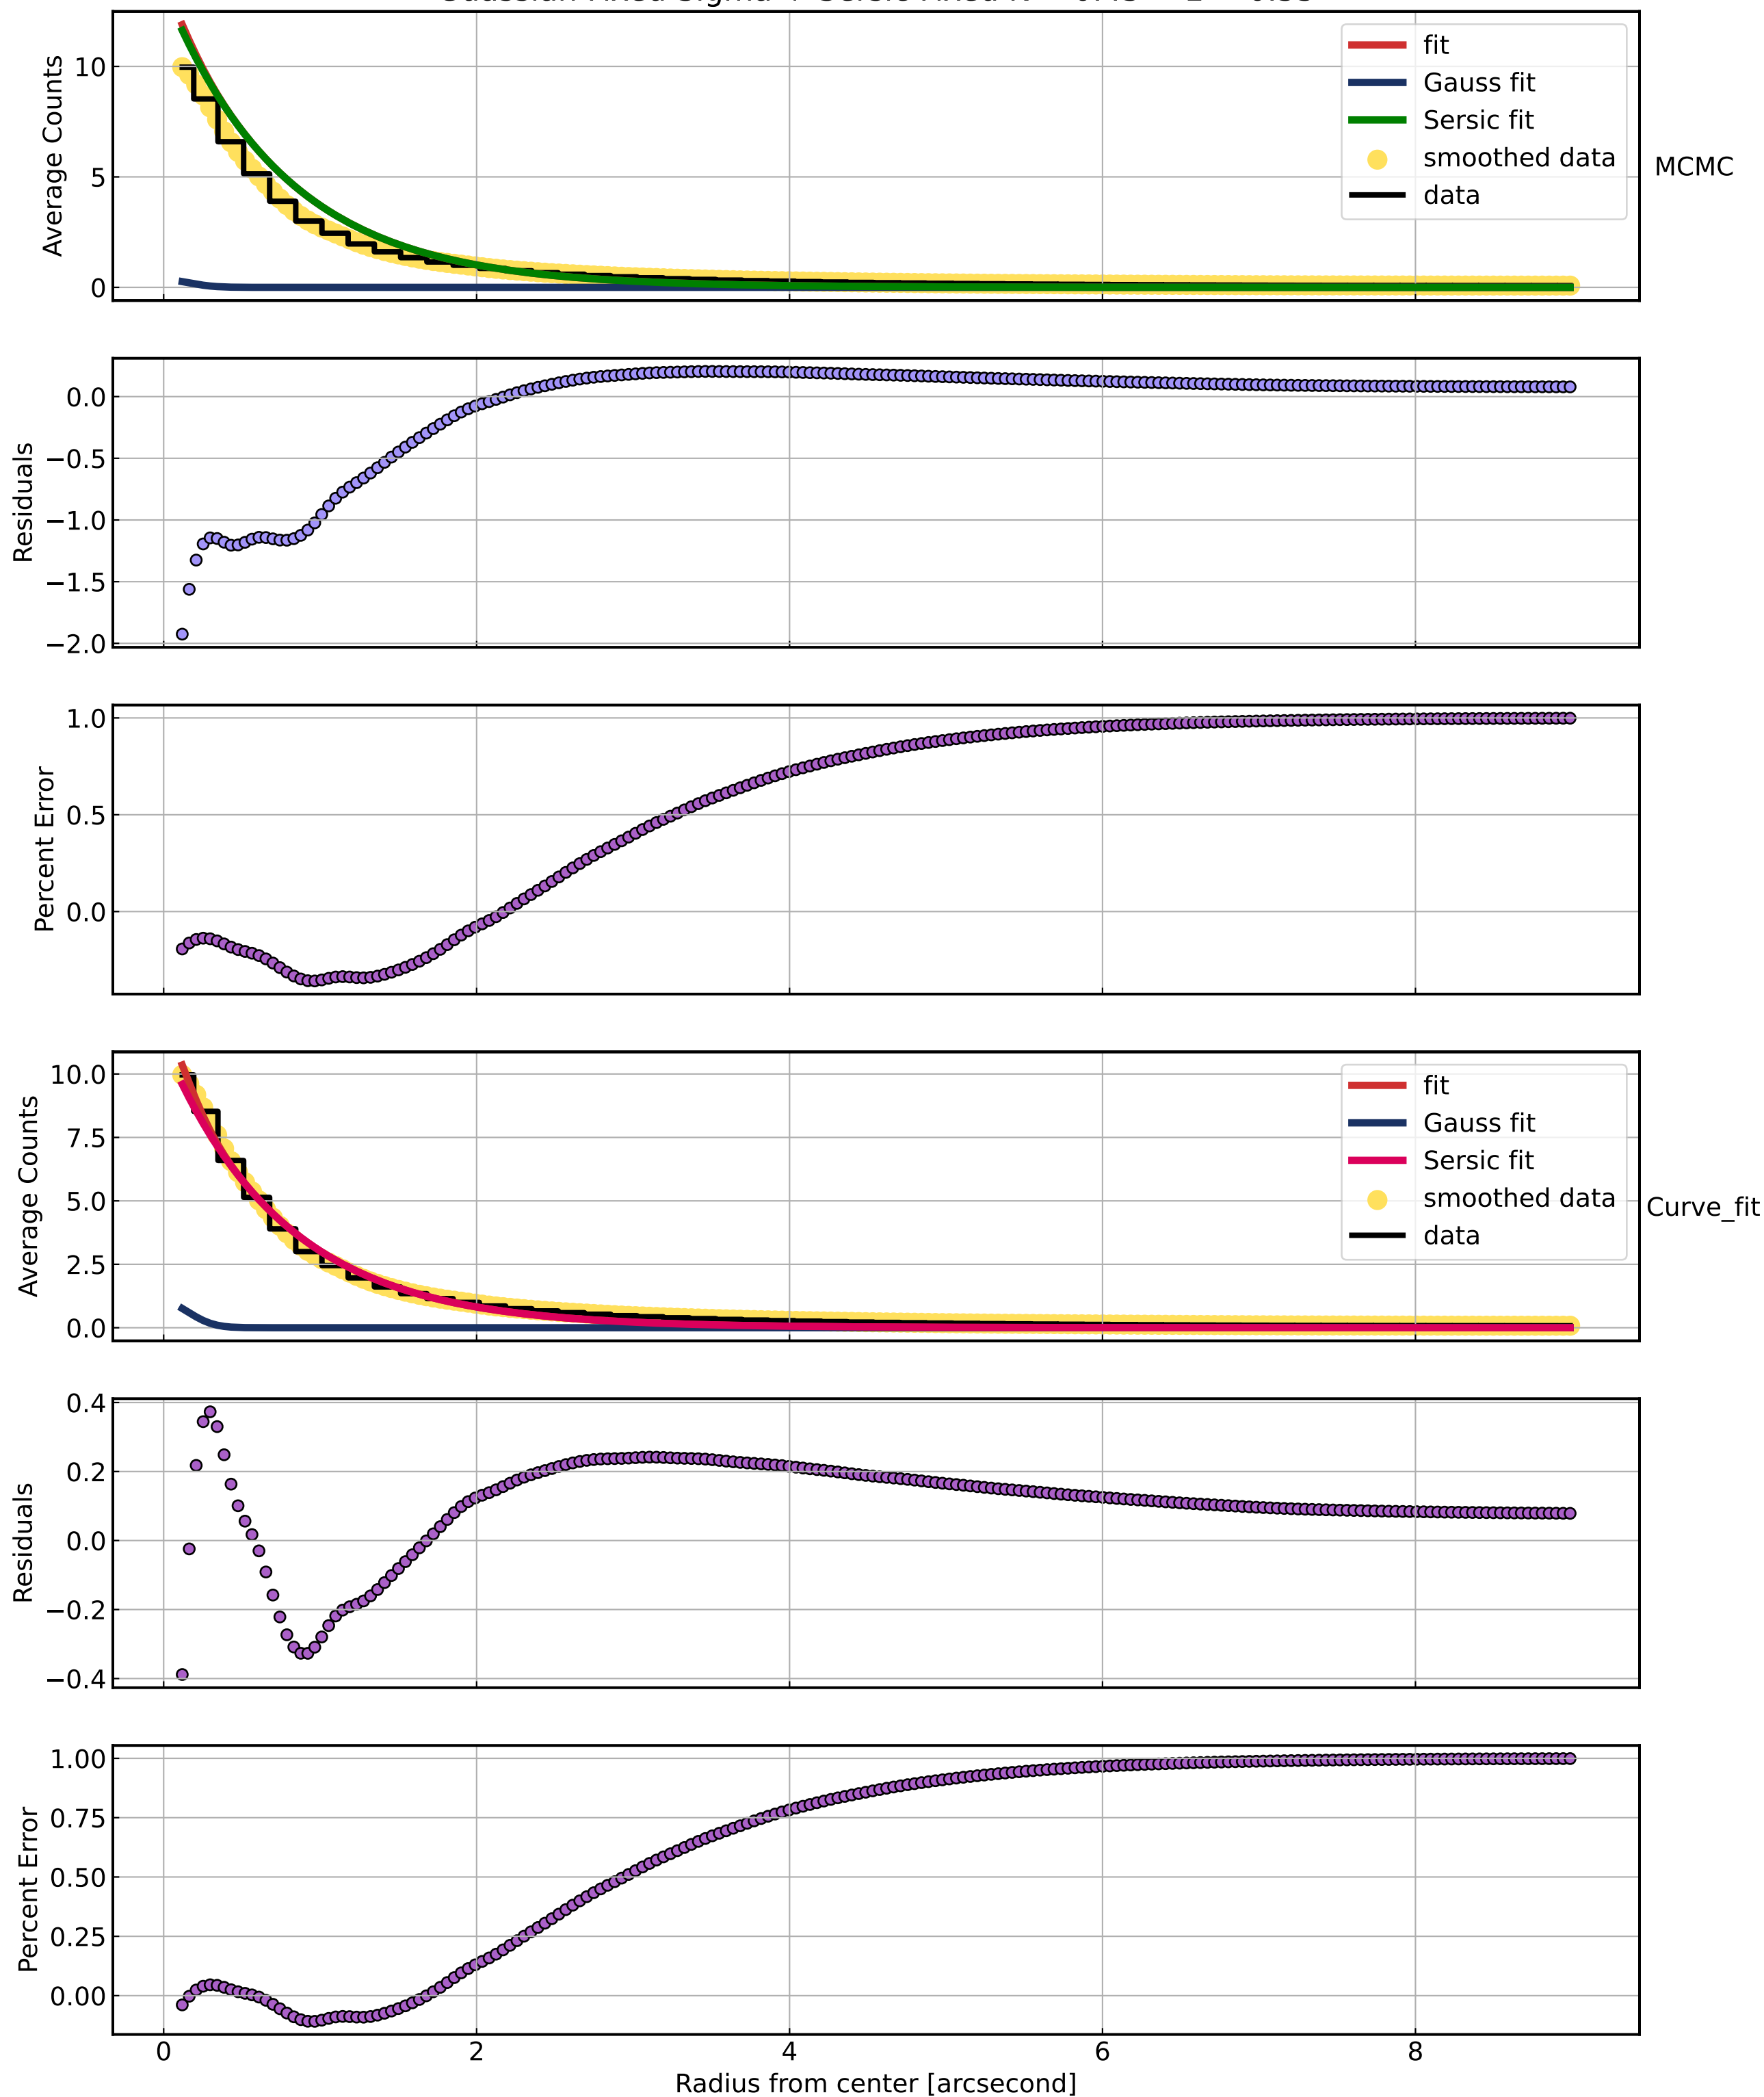 10
5
0
Average Counts
fit
Gauss fit
Sersic fit
smoothed data
data
MCMC
0.0
−0.5
−1.0
−1.5
−2.0
Residuals
1.0
0.5
0.0
Percent Error
10.0
7.5
5.0
2.5
0.0
Average Counts
fit
Gauss fit
Sersic fit
smoothed data
data
Curve_fit
0.4
0.2
0.0
−0.2
−0.4
Residuals
1.00
0.75
0.50
0.25
0.00
Percent Error
0 2 4 6 8
Radius from center [arcsecond]